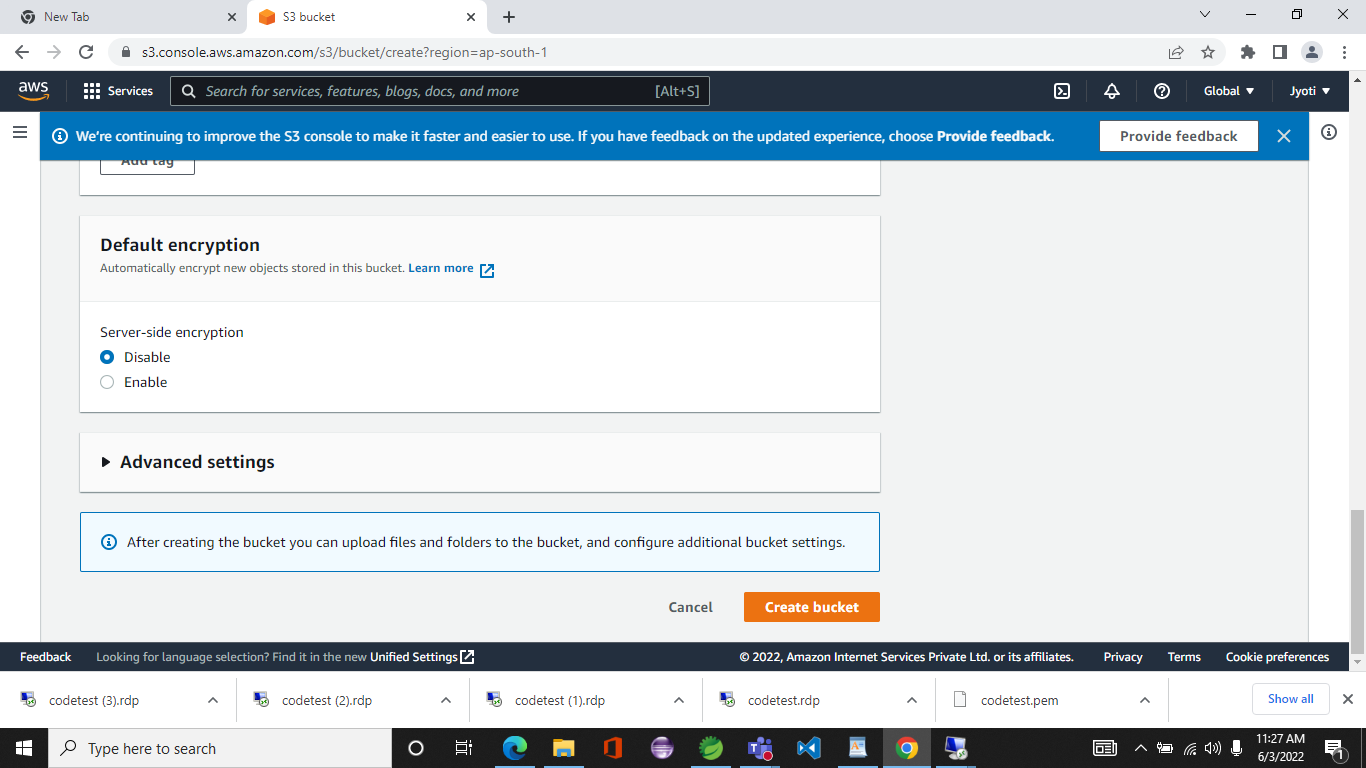 New Tab
S3 bucket
s3.console.aws.amazon.com/s3/bucket/create?region=ap-south-1
aws Services Search for services, features, blogs, docs, and more [Alt+S] Global Jyoti
We're continuing to improve the S3 console to make it faster and easier to use. If you have feedback on the updated experience, choose Provide feedback. Provide feedback
Add tag
Default encryption
Automatically encrypt new objects stored in this bucket. Learn more
Server-side encryption
Disable
Enable
Advanced settings
After creating the bucket you can upload files and folders to the bucket, and configure additional bucket settings.
Cancel Create bucket
Feedback Looking for language selection? Find it in the new Unified Settings © 2022, Amazon Internet Services Private Ltd. or its affiliates. Privacy Terms Cookie preferences
codetest (3).rdp codetest (2).rdp codetest (1).rdp codetest.rdp codetest.pem Show all
Type here to search
11:27 AM
6/3/2022
1